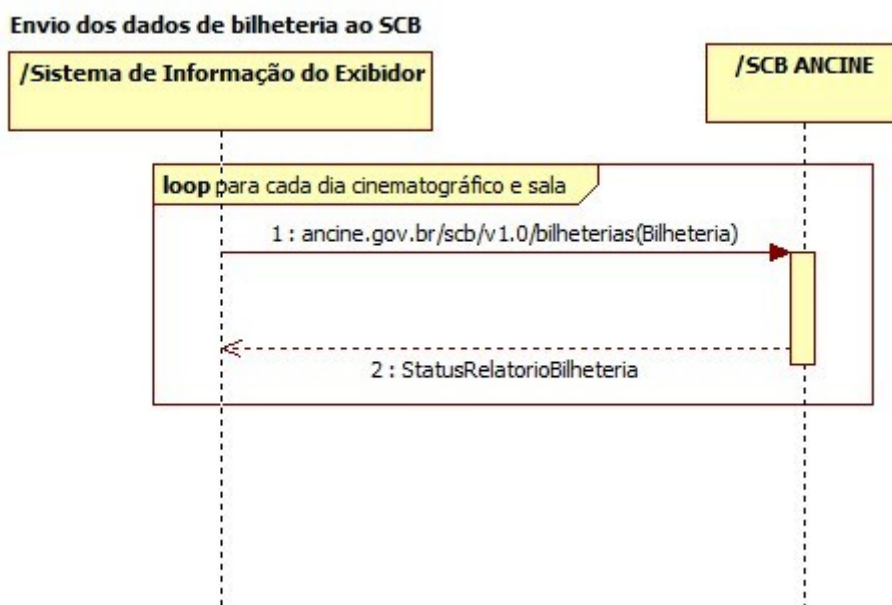 Envio dos dados de bilheteria ao SCB
/Sistema de Informação do Exibidor
/SCB ANCINE
loop para cada dia cinematográfico e sala
1 : ancine.gov.br/scb/v1.0/bilheterias(Bilheteria)
2 : StatusRelatorioBilheteria